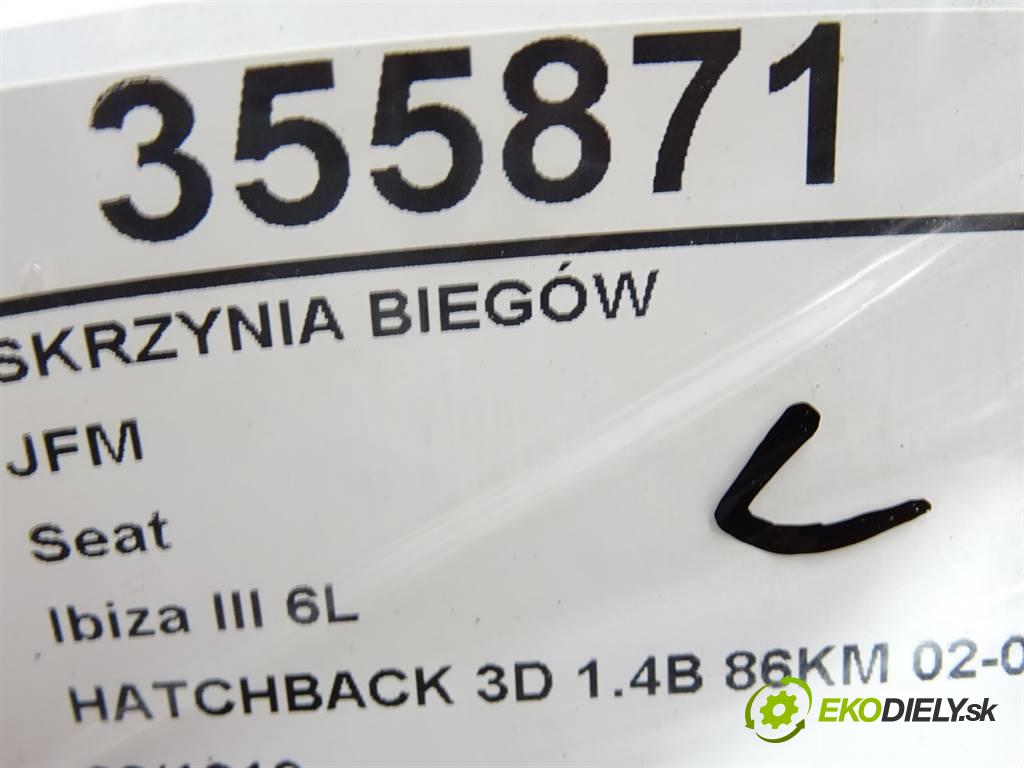 355871
SKRZYNIA BIEGÓW
JFM
Seat
Ibiza III 6L
HATCHBACK 3D 1.4B 86KM 02-0
L
EKODIELY.sk